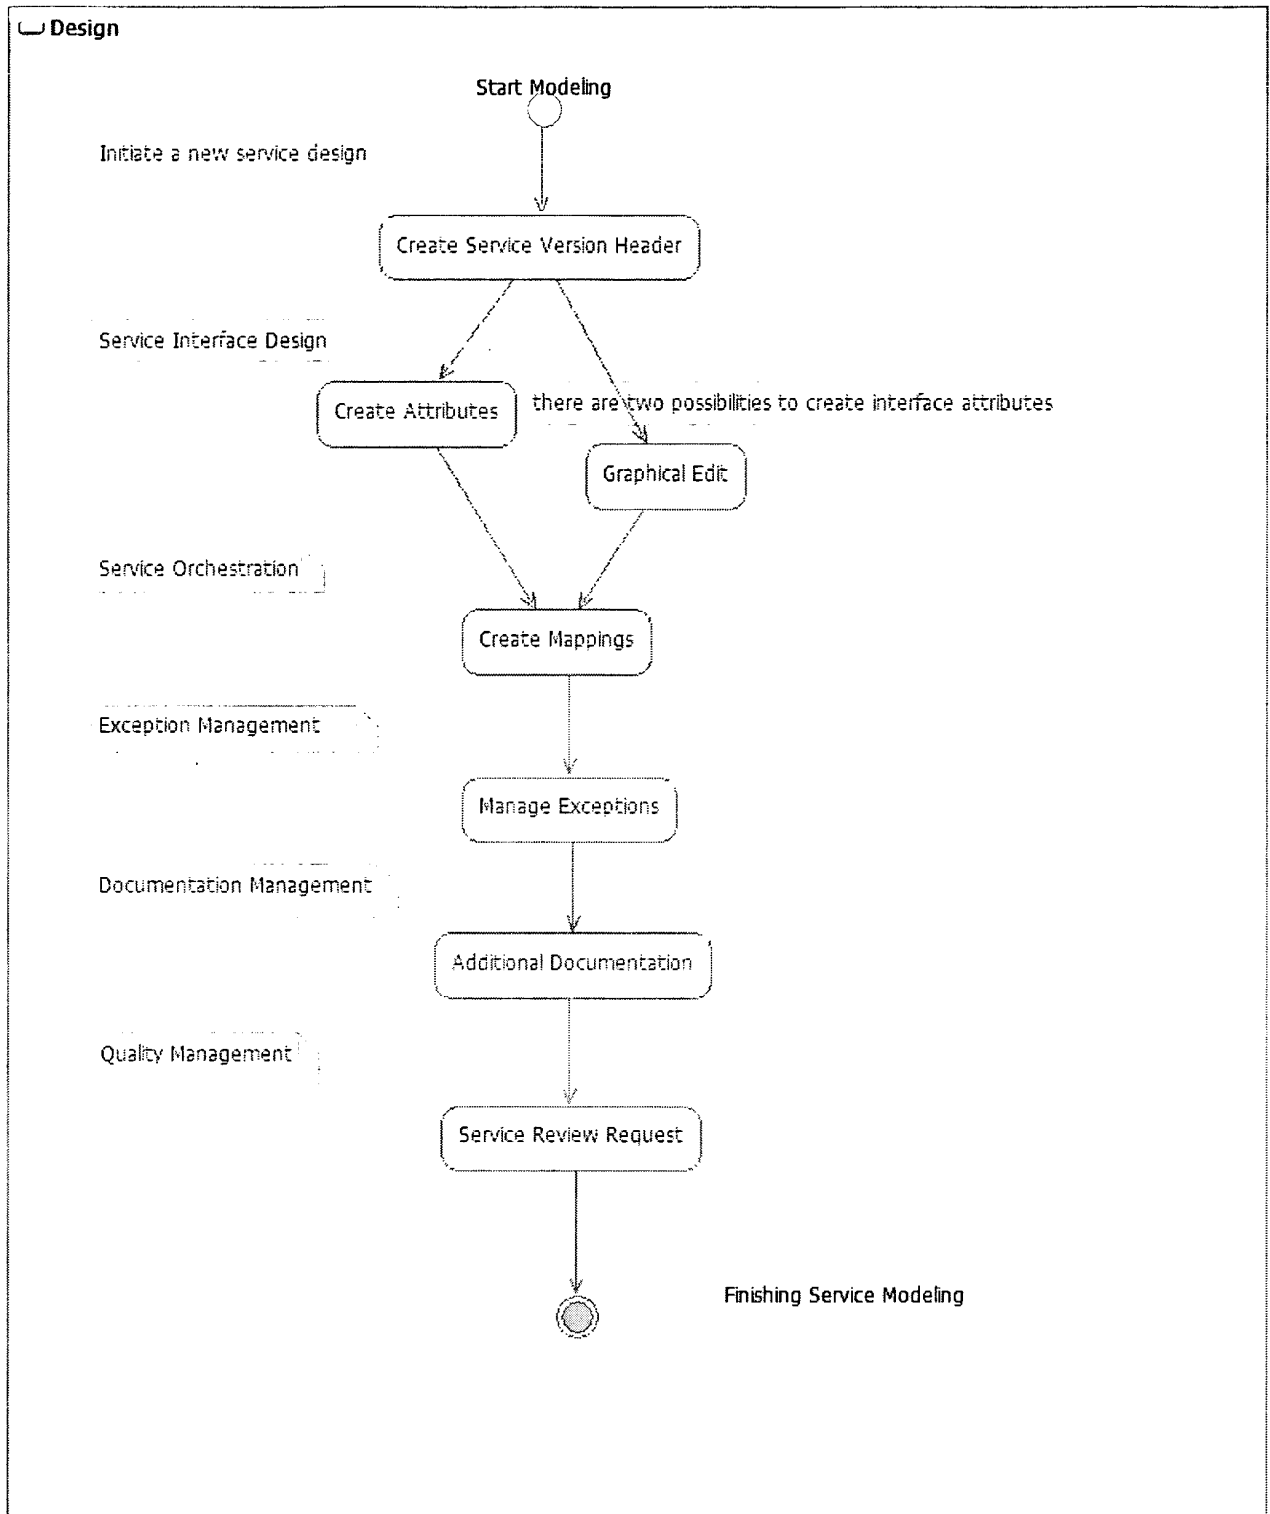 Design
Start Modeling
Initiate a new service design
Create Service Version Header
Service Interface Design
Create Attributes
there are two possibilities to create interface attributes
Graphical Edit
Service Orchestration
Create Mappings
Exception Management
Manage Exceptions
Documentation Management
Additional Documentation
Quality Management
Service Review Request
Finishing Service Modeling